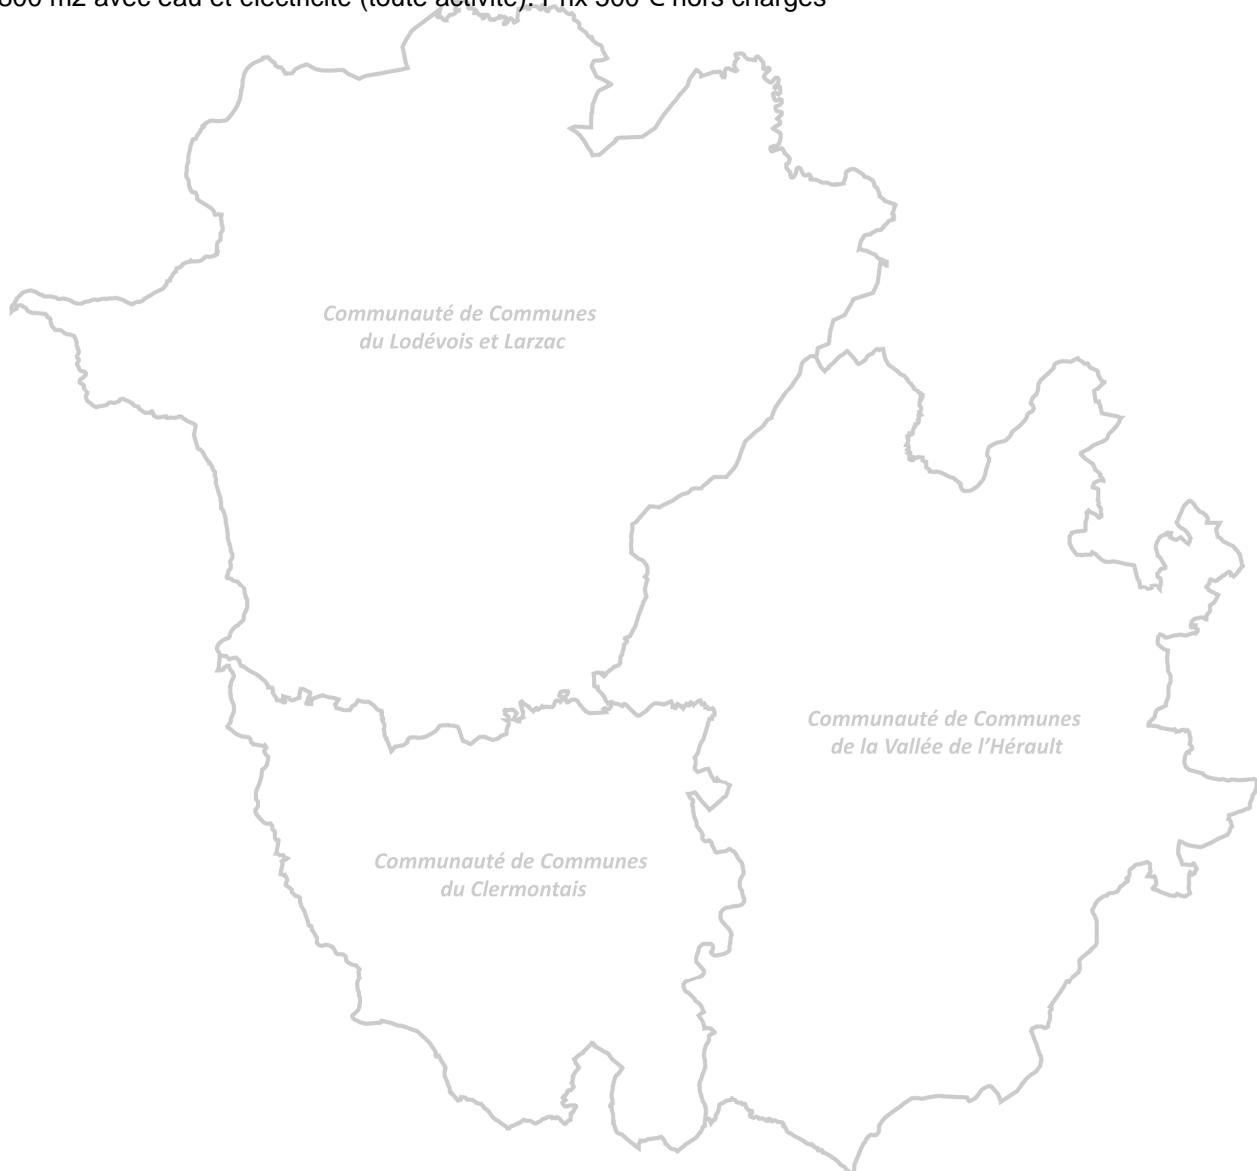 800 m2 avec eau et électricité (toute activité). Prix 500 € hors charges
Communauté de Communes
du Lodévois et Larzac
Communauté de Communes
de la Vallée de l’Hérault
Communauté de Communes
du Clermontais